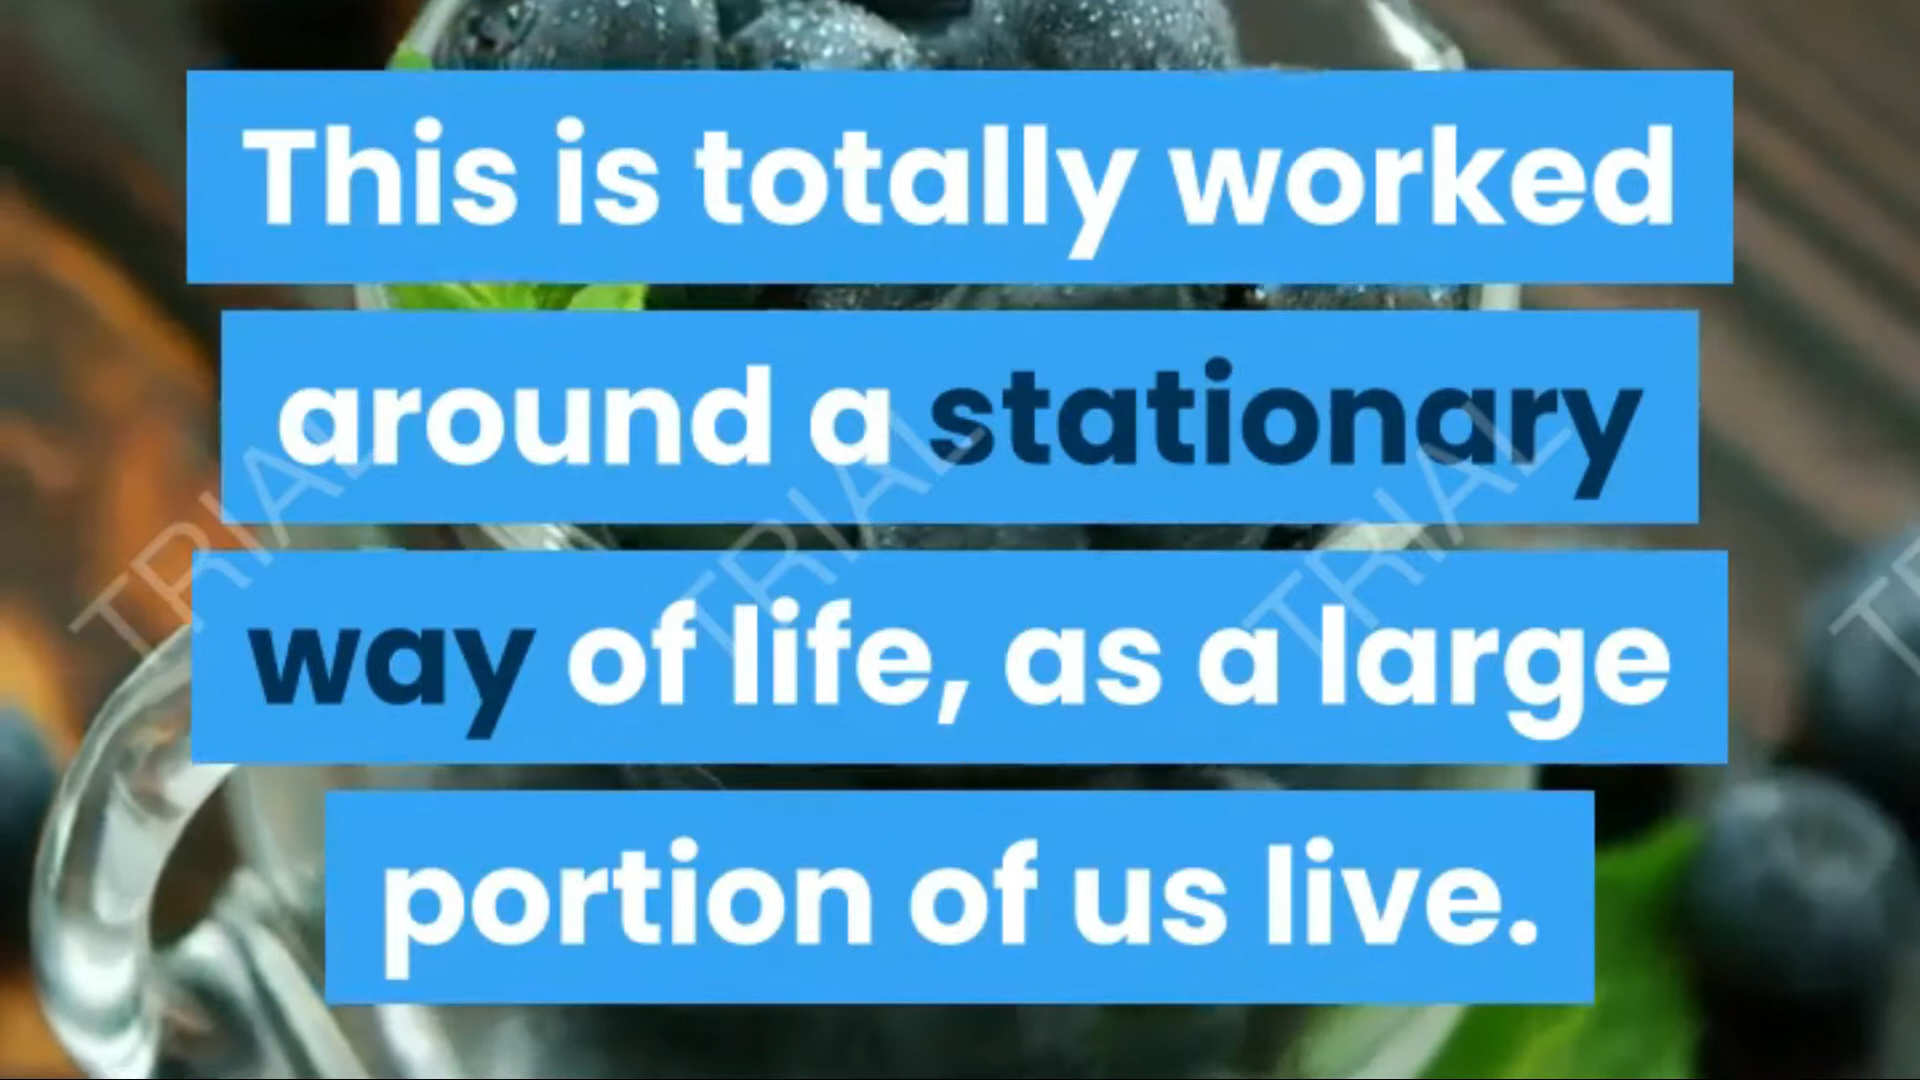 This is totally worked
around a stationary
way of life, as a large
portion of us live.
TRIAL TRIAL TRIAL